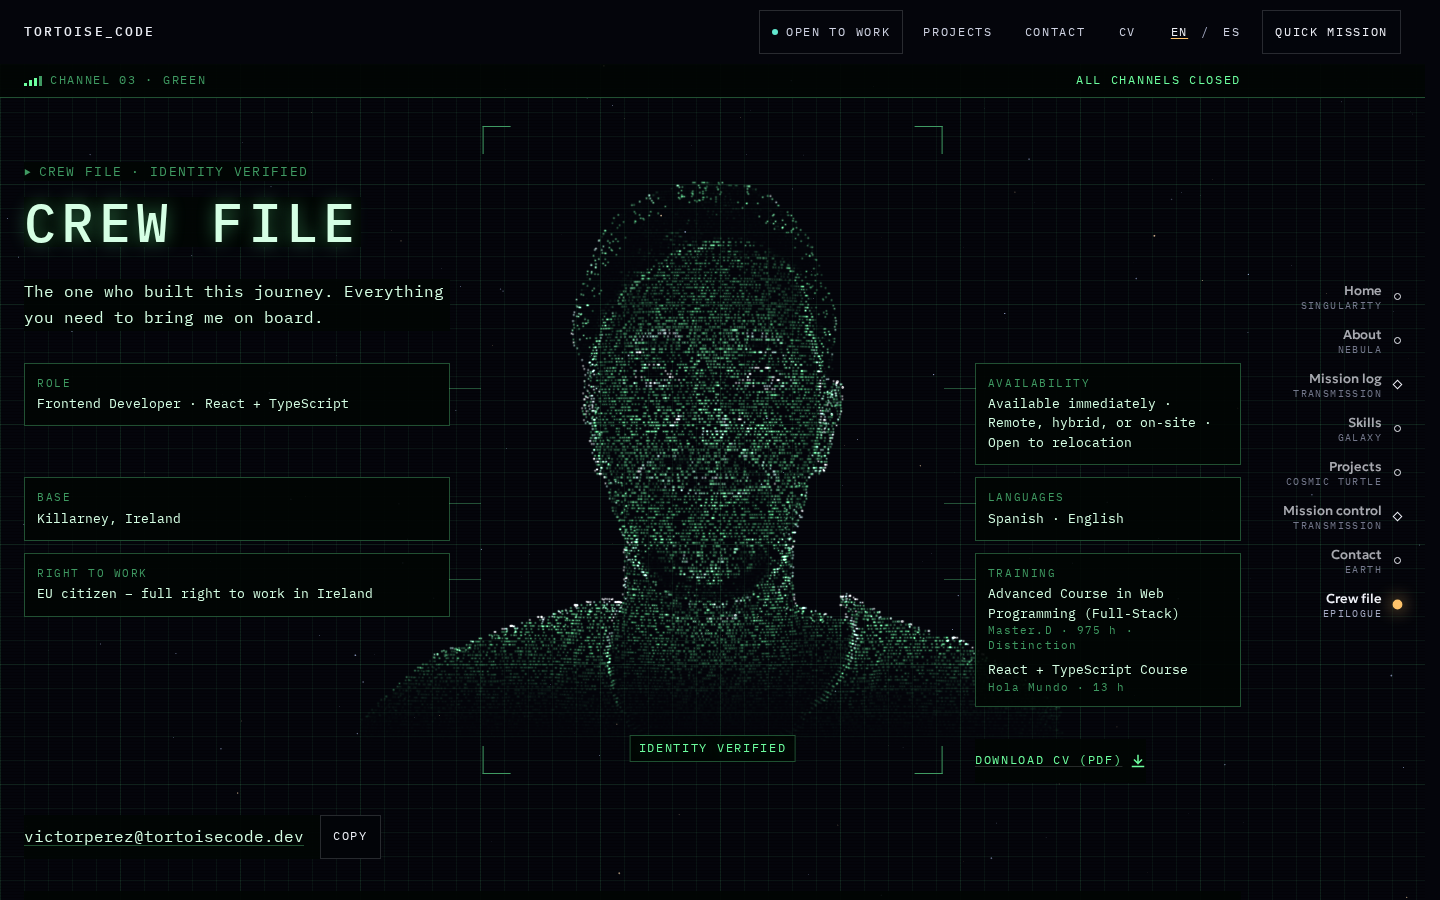 TORTOISE_CODE
OPEN TO WORK
PROJECTS
CONTACT
CV
EN / ES
QUICK MISSION
CHANNEL 03 · GREEN
ALL CHANNELS CLOSED
CREW FILE · IDENTITY VERIFIED
CREW FILE
The one who built this journey. Everything
you need to bring me on board.
ROLE
Frontend Developer · React + TypeScript
BASE
Killarney, Ireland
RIGHT TO WORK
EU citizen – full right to work in Ireland
IDENTITY VERIFIED
AVAILABILITY
Available immediately ·
Remote, hybrid, or on-site ·
Open to relocation
LANGUAGES
Spanish · English
TRAINING
Advanced Course in Web
Programming (Full-Stack)
Master.D · 975 h ·
Distinction
React + TypeScript Course
Hola Mundo · 13 h
DOWNLOAD CV (PDF)
Home
SINGULARITY
About
NEBULA
Mission log
TRANSMISSION
Skills
GALAXY
Projects
COSMIC TURTLE
Mission control
TRANSMISSION
Contact
EARTH
Crew file
EPILOGUE
victorperez@tortoisecode.dev
COPY